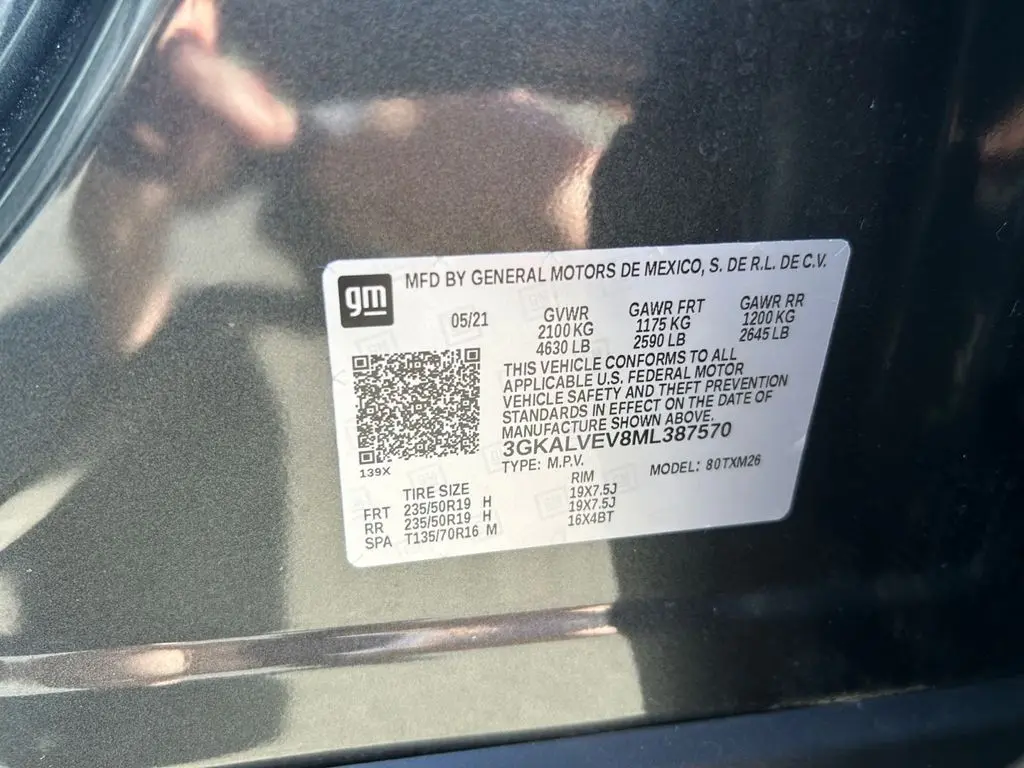 gm
MFD BY GENERAL MOTORS DE MEXICO, S. DE R.L. DE C.V.
05/21
GVWR GAWR FRT GAWR RR
2100 KG 1175 KG 1200 KG
4630 LB 2590 LB 2645 LB
THIS VEHICLE CONFORMS TO ALL
APPLICABLE U.S. FEDERAL MOTOR
VEHICLE SAFETY AND THEFT PREVENTION
STANDARDS IN EFFECT ON THE DATE OF
MANUFACTURE SHOWN ABOVE.
3GKALVEV8ML387570
TYPE: M.P.V. MODEL: 80TXM26
139X
TIRE SIZE RIM
FRT 235/50R19 H 19X7.5J
RR 235/50R19 H 19X7.5J
SPA T135/70R16 M 16X4BT